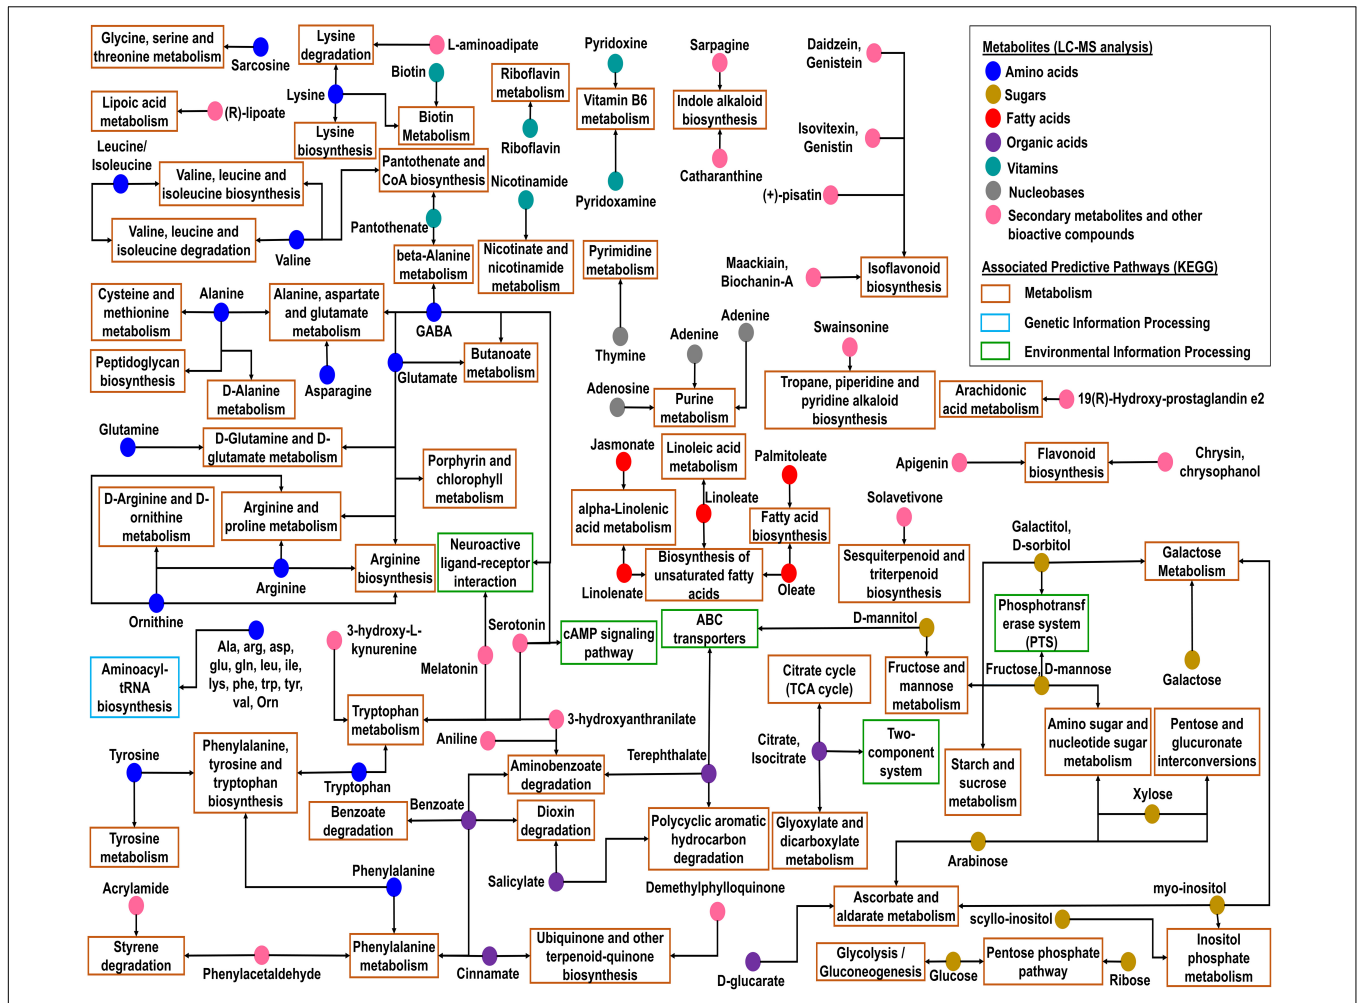 Glycine, serine and
threonine metabolism
Sarcosine
Lysine
degradation
L-aminoadipate
Biotin
Lysine
Lipoic acid
metabolism
(R)-lipoate
Lysine
biosynthesis
Biotin
Metabolism
Riboflavin
metabolism
Riboflavin
Pyridoxine
Vitamin B6
metabolism
Pyridoxamine
Sarpagine
Indole alkaloid
biosynthesis
Catharanthine
Daidzein,
Genistein
Isovitexin,
Genistin
(+)-pisatin
Maackiain,
Biochanin-A
Isoflavonoid
biosynthesis
Metabolites (LC-MS analysis)
Amino acids
Sugars
Fatty acids
Organic acids
Vitamins
Nucleobases
Secondary metabolites and other
bioactive compounds
Associated Predictive Pathways (KEGG)
Metabolism
Genetic Information Processing
Environmental Information Processing
Leucine/
Isoleucine
Valine, leucine and
isoleucine biosynthesis
Valine, leucine and
isoleucine degradation
Valine
Pantothenate and
CoA biosynthesis
Pantothenate
beta-Alanine
metabolism
Nicotinamide
Nicotinate and
nicotinamide
metabolism
Pyrimidine
metabolism
Thymine
Cysteine and
methionine
metabolism
Alanine
Alanine, aspartate
and glutamate
metabolism
GABA
Peptidoglycan
biosynthesis
D-Alanine
metabolism
Asparagine
Glutamate
Butanoate
metabolism
Adenine
Adenine
Adenosine
Purine
metabolism
Swainsonine
Tropane, piperidine and
pyridine alkaloid
biosynthesis
Arachidonic
acid metabolism
19(R)-Hydroxy-prostaglandin e2
Glutamine
D-Glutamine and D-
glutamate metabolism
Porphyrin and
chlorophyll
metabolism
Jasmonate
Linoleic acid
metabolism
Palmitoleate
Apigenin
Flavonoid
biosynthesis
Chrysin,
chrysophanol
D-Arginine and D-
ornithine
metabolism
Arginine and
proline metabolism
Arginine
Arginine
biosynthesis
Ornithine
Neuroactive
ligand-receptor
interaction
alpha-Linolenic
acid metabolism
Linoleate
Fatty acid
biosynthesis
Linolenate
Biosynthesis of
unsaturated fatty
acids
Oleate
Solavetivone
Sesquiterpenoid and
triterpenoid
biosynthesis
Galactitol,
D-sorbitol
Galactose
Metabolism
Phosphotransf
erase system
(PTS)
Fructose, D-mannose
Galactose
Aminoacyl-
tRNA
biosynthesis
Ala, arg, asp,
glu, gln, leu, ile,
lys, phe, trp, tyr,
val, Orn
3-hydroxy-L-
kynurenine
Melatonin
Serotonin
cAMP signaling
pathway
ABC
transporters
D-mannitol
Citrate cycle
(TCA cycle)
Fructose and
mannose
metabolism
Tryptophan
metabolism
3-hydroxyanthranilate
Aniline
Aminobenzoate
degradation
Terephthalate
Citrate,
Isocitrate
Two-
component
system
Amino sugar and
nucleotide sugar
metabolism
Pentose and
glucuronate
interconversions
Starch and
sucrose
metabolism
Xylose
Tyrosine
Phenylalanine,
tyrosine and
tryptophan
biosynthesis
Tryptophan
Tyrosine
metabolism
Benzoate
degradation
Benzoate
Dioxin
degradation
Salicylate
Polycyclic aromatic
hydrocarbon
degradation
Glyoxylate and
dicarboxylate
metabolism
Arabinose
Acrylamide
Phenylalanine
Styrene
degradation
Phenylacetaldehyde
Phenylalanine
metabolism
Cinnamate
Ubiquinone and other
terpenoid-quinone
biosynthesis
Demethylphylloquinone
D-glucarate
Ascorbate and
aldarate metabolism
scyllo-inositol
myo-inositol
Inositol
phosphate
metabolism
Glycolysis /
Gluconeogenesis
Glucose
Pentose phosphate
pathway
Ribose